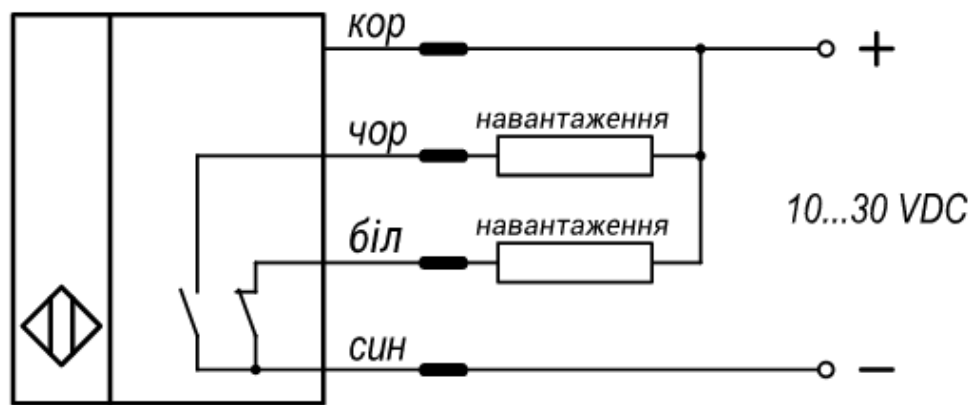 кор
+
навантаження
чор
10...30 VDC
навантаження
біл
син
−